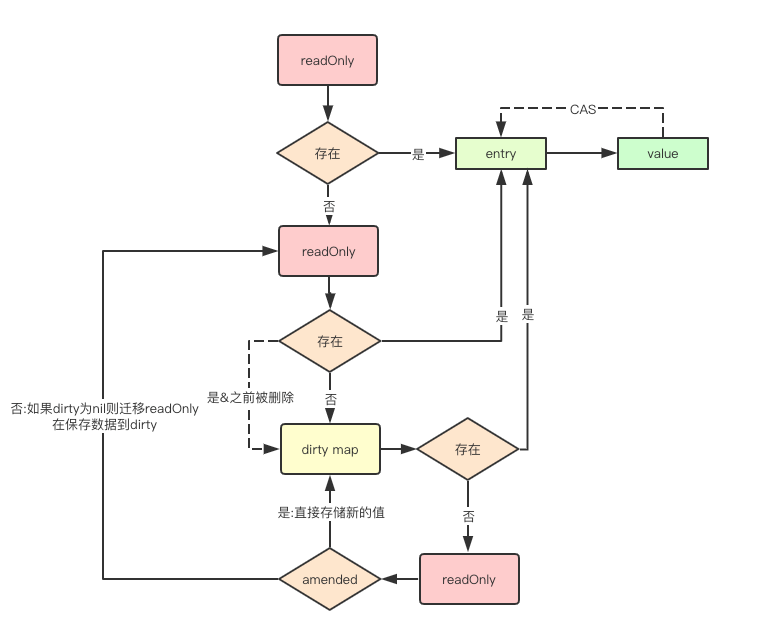 readOnly
CAS
存在
是
entry
value
否
readOnly
是
是
存在
是&之前被删除
否
否:如果dirty为nil则迁移readOnly
在保存数据到dirty
dirty map
存在
是:直接存储新的值
否
amended
readOnly